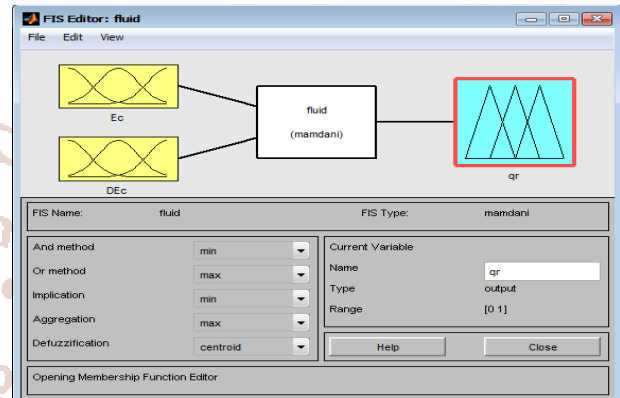 FIS Editor: fluid
File Edit View
Ec
fluid
(mamdani)
DEc
qr
FIS Name: fluid FIS Type: mamdani
And method min
Or method max
Implication min
Aggregation max
Defuzzification centroid
Current Variable
Name qr
Type output
Range [0 1]
Help Close
Opening Membership Function Editor